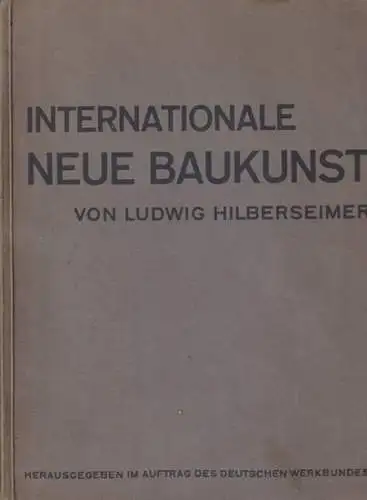 INTERNATIONALE
NEUE BAUKUNST
VON LUDWIG HILBERSEIMER
HERAUSGEGEBEN IM AUFTRAG DES DEUTSCHEN WERKBUNDES